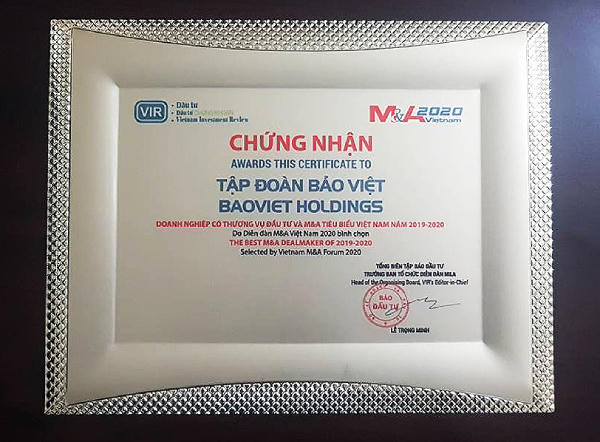 VIR
- Đầu tư
- Đầu tư CHỨNG KHOÁN
- Vietnam Investment Review
M&A 2020
Vietnam
CHỨNG NHẬN
AWARDS THIS CERTIFICATE TO
TẬP ĐOÀN BẢO VIỆT
BAOVIET HOLDINGS
DOANH NGHIỆP CÓ THƯƠNG VỤ ĐẦU TƯ VÀ M&A TIÊU BIỂU VIỆT NAM NĂM 2019-2020
Do Diễn đàn M&A Việt Nam 2020 bình chọn
THE BEST M&A DEALMAKER OF 2019-2020
Selected by Vietnam M&A Forum 2020
TỔNG BIÊN TẬP BÁO ĐẦU TƯ
TRƯỞNG BAN TỔ CHỨC DIỄN ĐÀN M&A
Head of the Organising Board, VIR's Editor-in-Chief
BÁO
ĐẦU TƯ
LÊ TRỌNG MINH